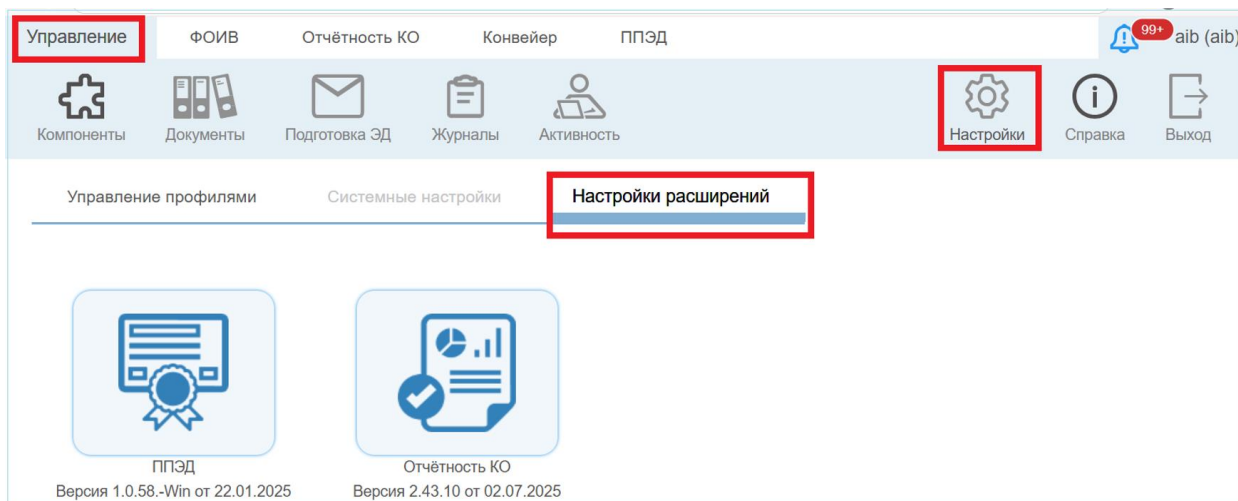 Управление ФОИВ Отчётность КО Конвейер ППЭД 99+ aib (aib)
Компоненты Документы Подготовка ЭД Журналы Активность Настройки Справка Выход
Управление профилями Системные настройки Настройки расширений
ППЭД Отчётность КО
Версия 1.0.58.-Win от 22.01.2025 Версия 2.43.10 от 02.07.2025